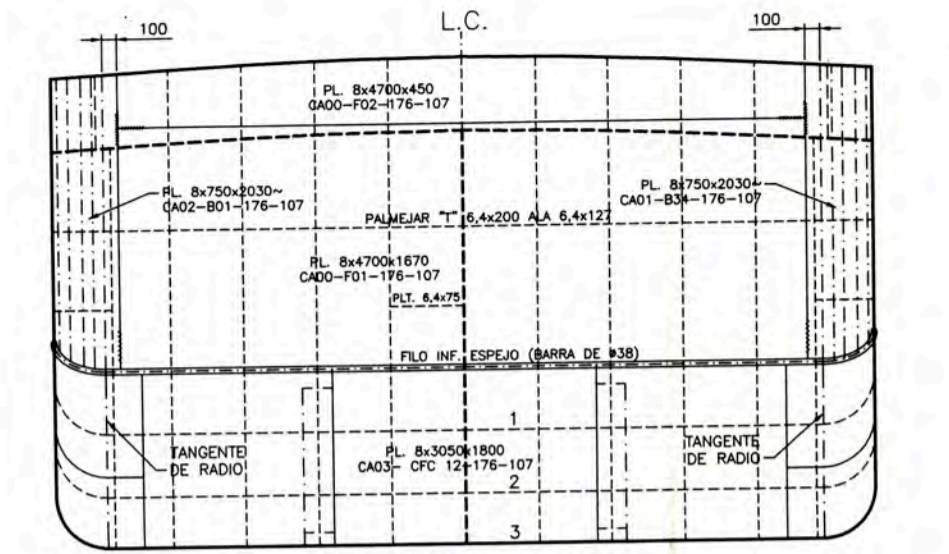 L.C.
100
100
PL. 8x4700x450
CA00-F02-176-107
PL. 8x750x2030~
CA02-B01-176-107
PL. 8x750x2030~
CA01-B34-176-107
PALMEJAR "T" 6,4x200 ALA 6,4x127
PL. 8x4700x1670
CA00-F01-176-107
PLT. 6,4x75
FILO INF. ESPEJO (BARRA DE ø38)
1
TANGENTE
DE RADIO
TANGENTE
DE RADIO
PL. 8x3050x1800
CA03- CFC 12-176-107
2
3